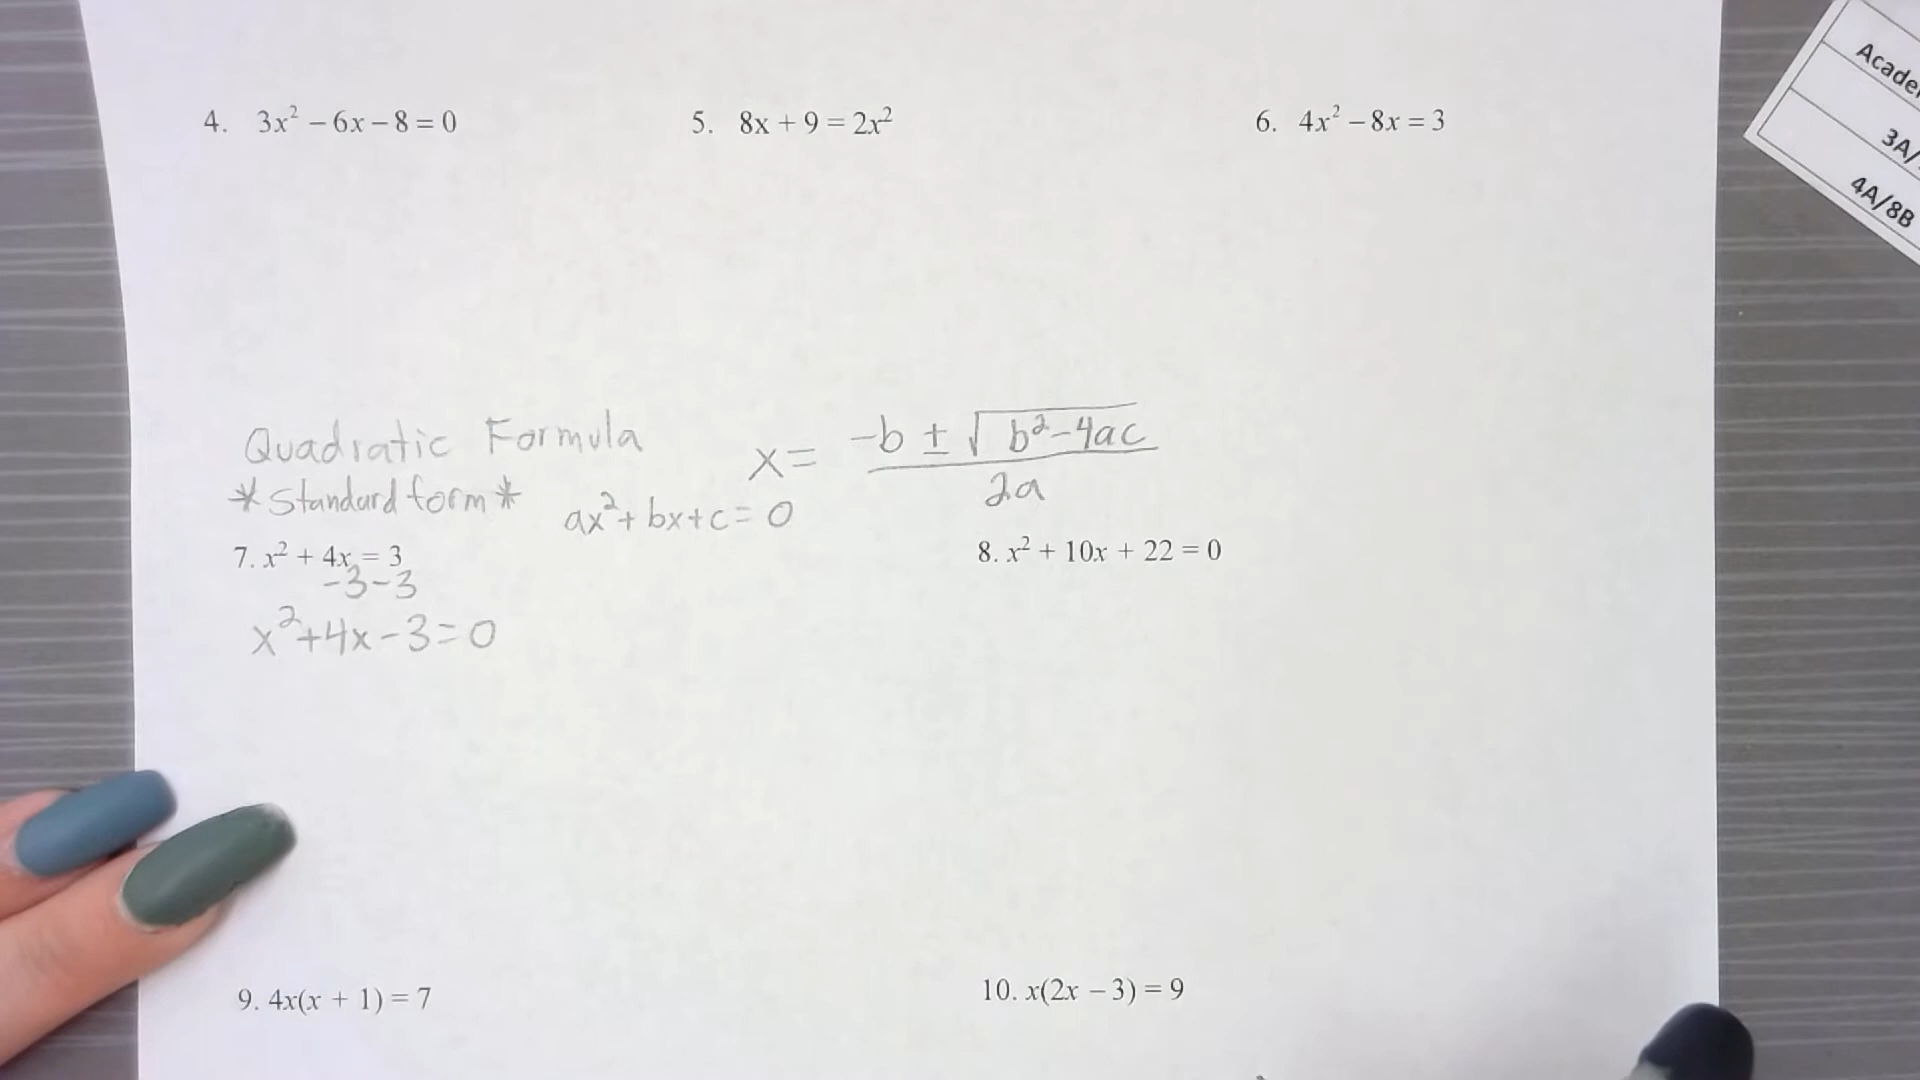 4. 3x² – 6x – 8 = 0
5. 8x + 9 = 2x²
6. 4x² – 8x = 3
Quadratic Formula x = -b ± √b²-4ac / 2a
*Standard form* ax²+bx+c=0
7. x² + 4x = 3
-3 -3
x²+4x-3=0
8. x² + 10x + 22 = 0
9. 4x(x + 1) = 7
10. x(2x – 3) = 9
3A/
4A/8B